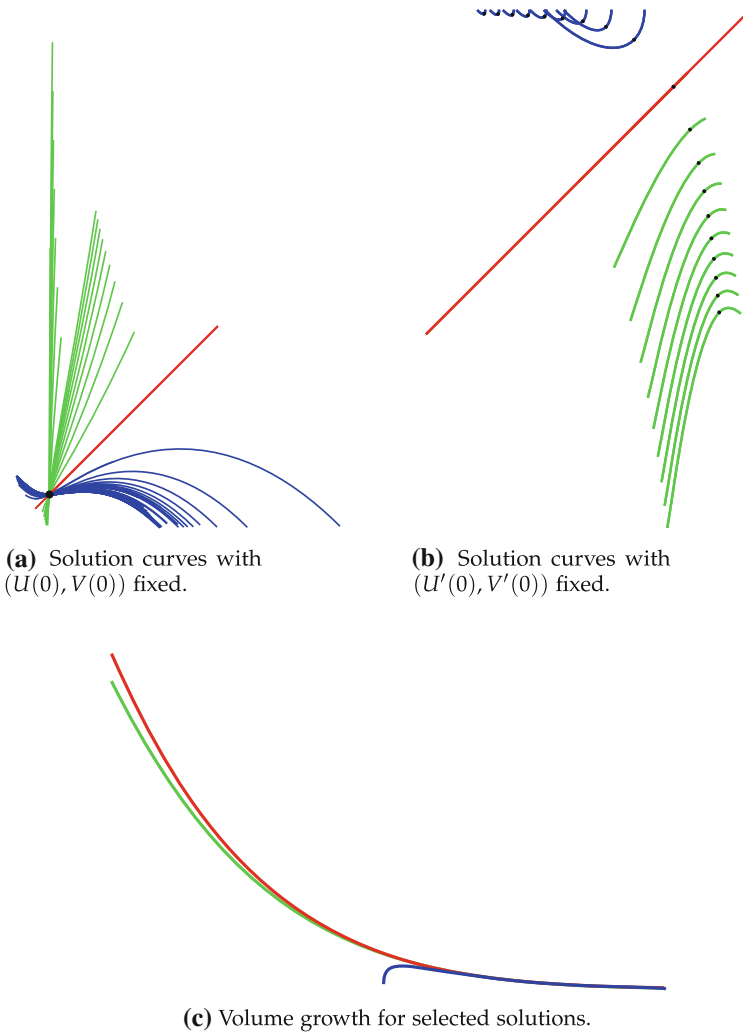 (a) Solution curves with
(U(0), V(0)) fixed.
(b) Solution curves with
(U′(0), V′(0)) fixed.
(c) Volume growth for selected solutions.